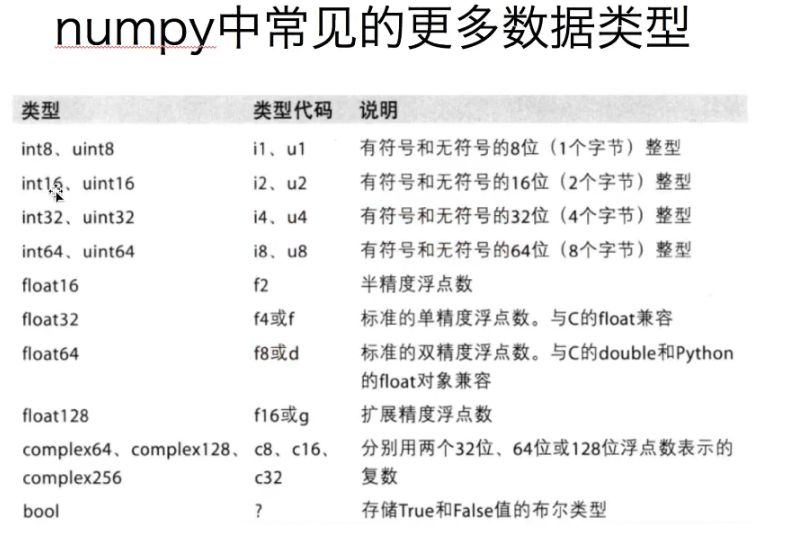 numpy中常见的更多数据类型
类型 类型代码 说明
int8、uint8 i1、u1 有符号和无符号的8位（1个字节）整型
int16、uint16 i2、u2 有符号和无符号的16位（2个字节）整型
int32、uint32 i4、u4 有符号和无符号的32位（4个字节）整型
int64、uint64 i8、u8 有符号和无符号的64位（8个字节）整型
float16 f2 半精度浮点数
float32 f4或f 标准的单精度浮点数。与C的float兼容
float64 f8或d 标准的双精度浮点数。与C的double和Python
的float对象兼容
float128 f16或g 扩展精度浮点数
complex64、complex128、 c8、c16、 分别用两个32位、64位或128位浮点数表示的
complex256 c32 复数
bool ? 存储True和False值的布尔类型